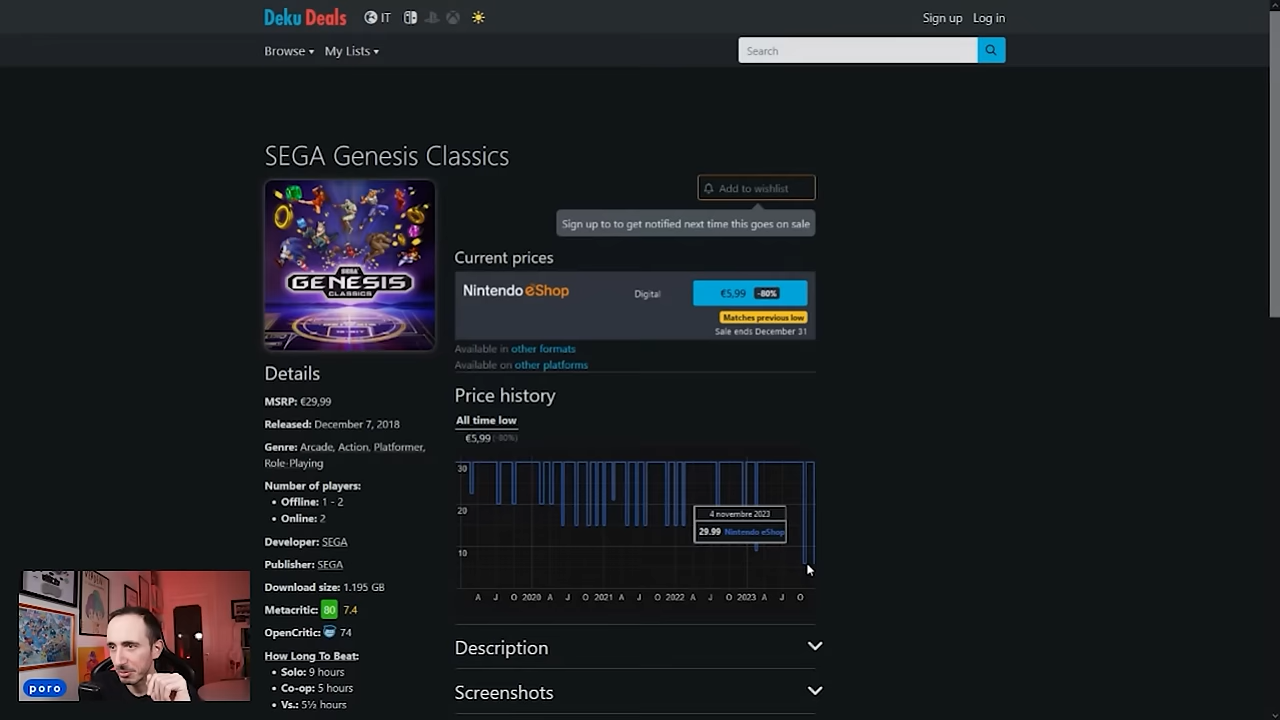 Deku Deals IT
Sign up Log in
Browse My Lists
Search
SEGA Genesis Classics
SEGA
GENESIS
CLASSICS
Add to wishlist
Sign up to to get notified next time this goes on sale
Current prices
Nintendo eShop Digital €5,99 -80%
Matches previous low
Sale ends December 31
Available in other formats
Available on other platforms
Details
MSRP: €29,99
Released: December 7, 2018
Genre: Arcade, Action, Platformer,
Role-Playing
Number of players:
• Offline: 1 - 2
• Online: 2
Developer: SEGA
Publisher: SEGA
Download size: 1.195 GB
Metacritic: 80 7.4
OpenCritic: 74
How Long To Beat:
• Solo: 9 hours
• Co-op: 5 hours
• Vs.: 5½ hours
Price history
All time low
€5,99 (-80%)
30
20
10
4 novembre 2023
29.99 Nintendo eShop
A J O 2020 A J O 2021 A J O 2022 A J O 2023 A J O
Description
Screenshots
poro